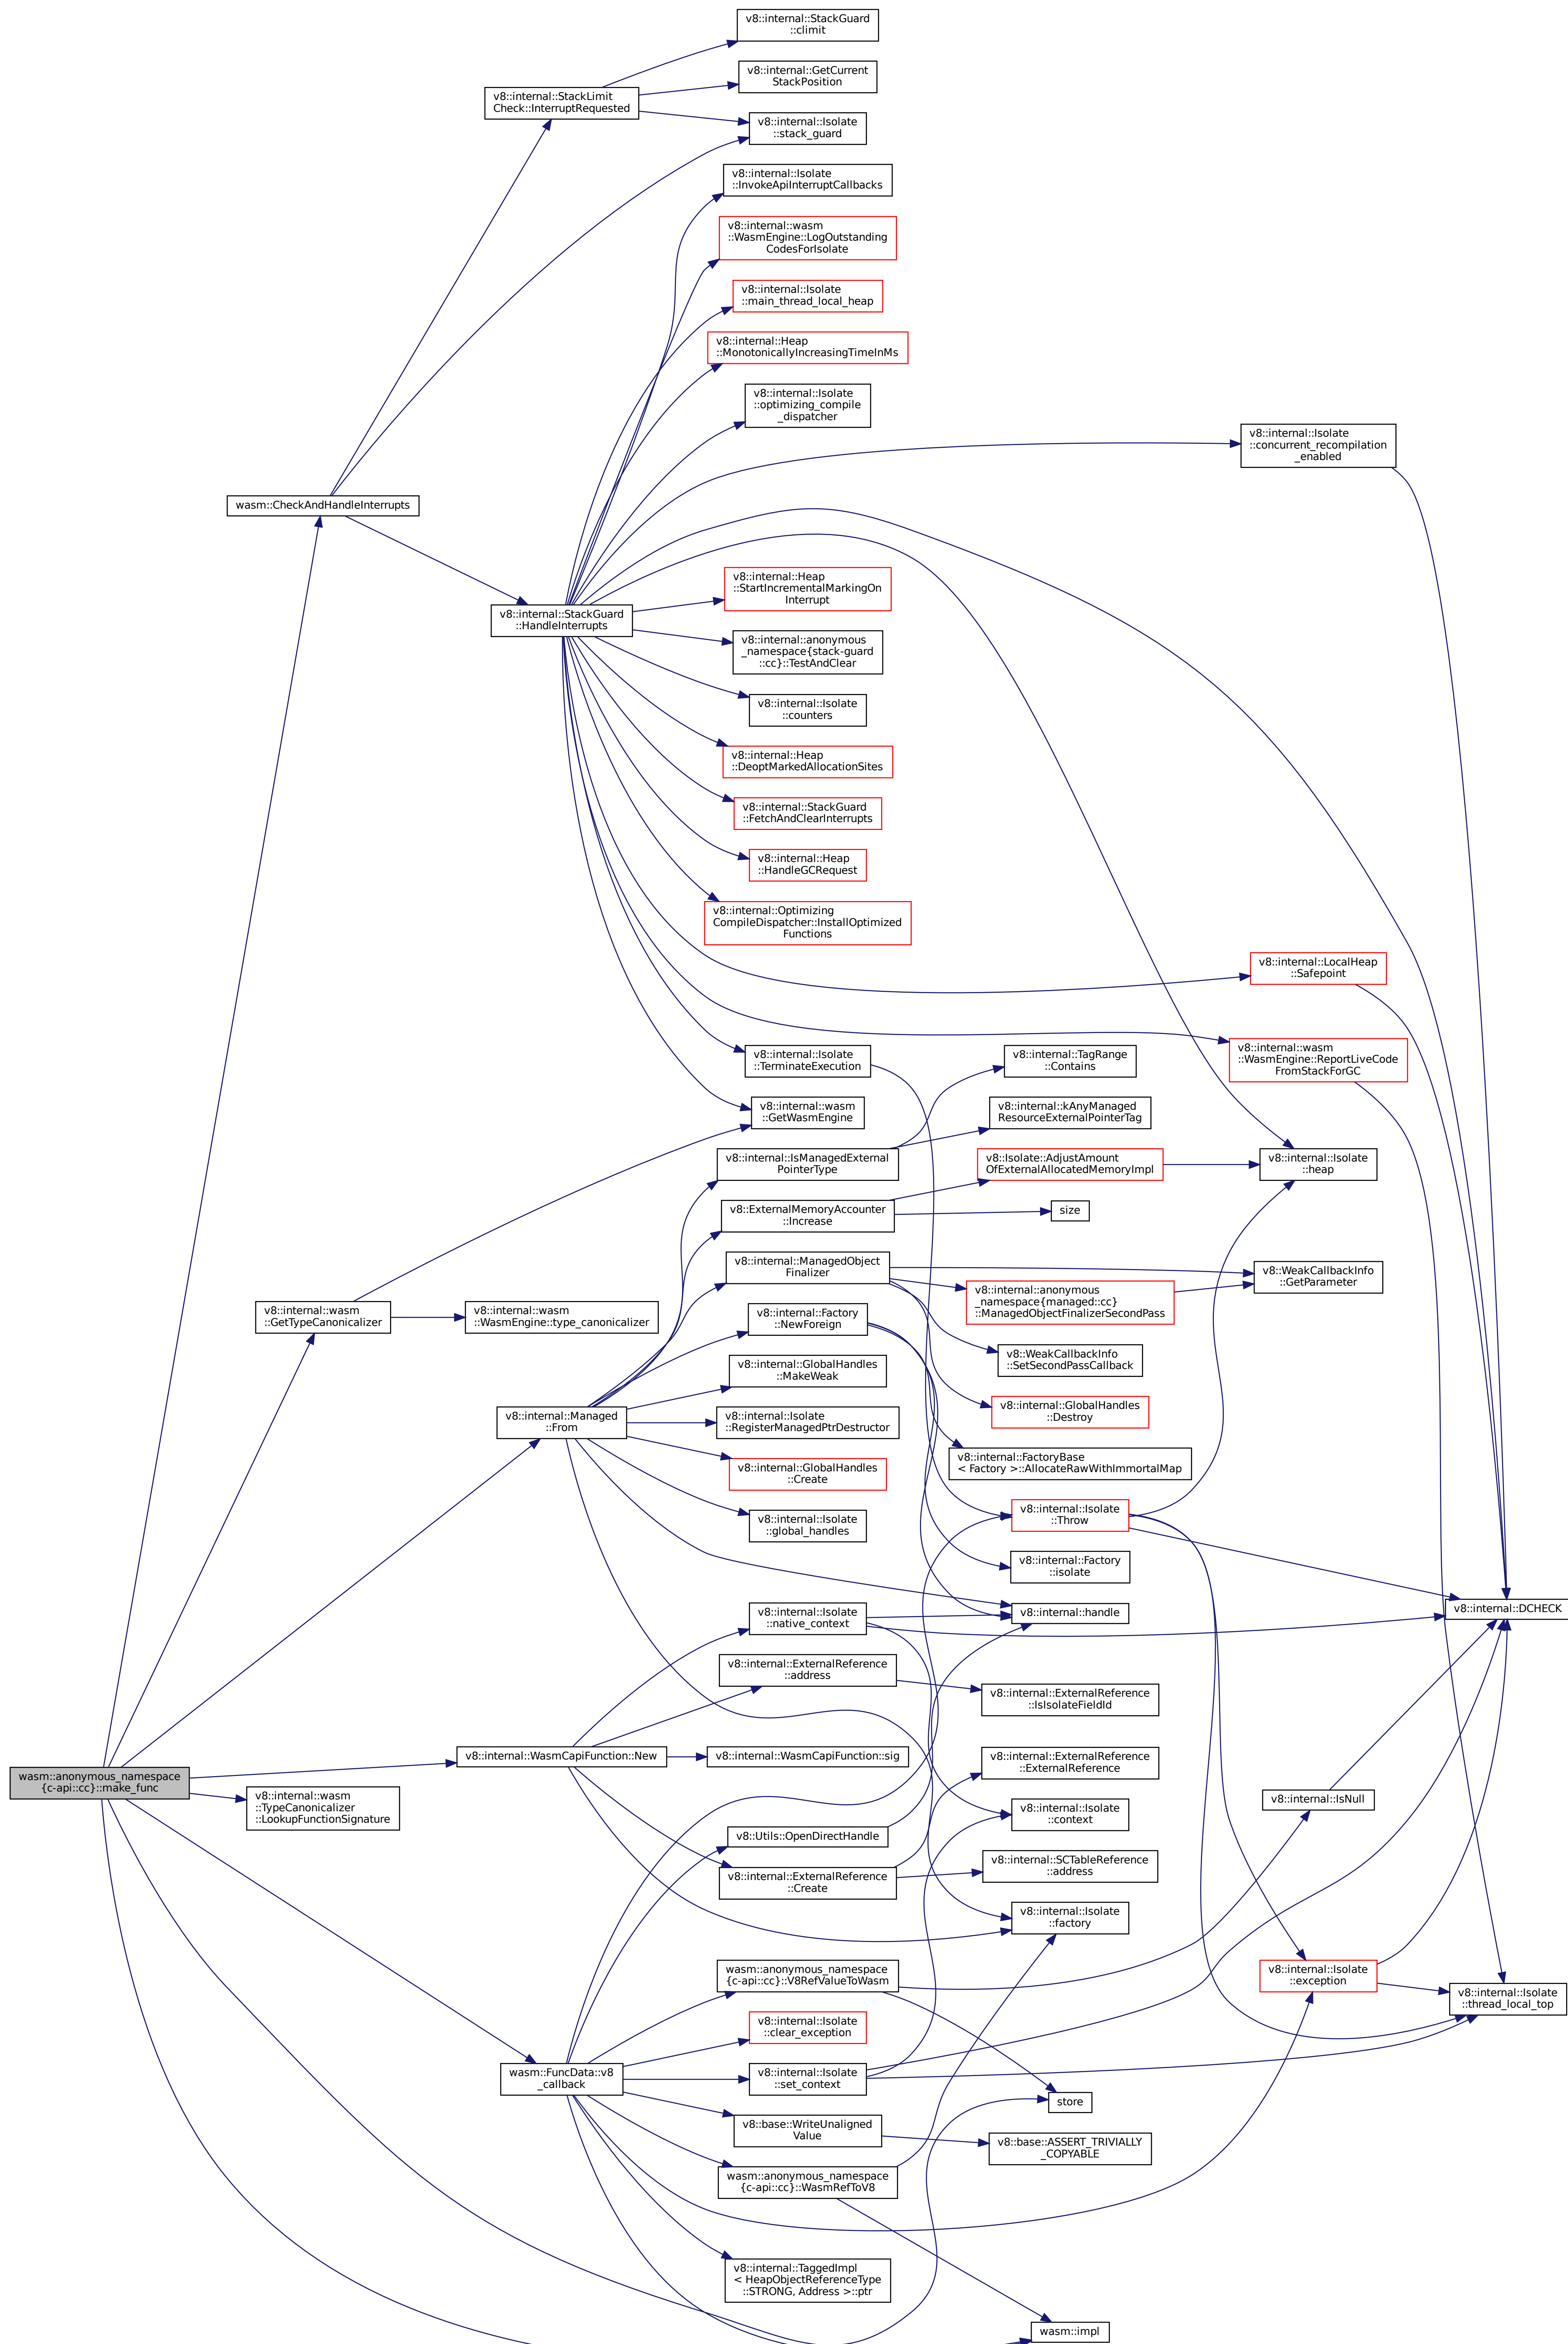 v8::internal::StackGuard
::climit
v8::internal::GetCurrent
StackPosition
v8::internal::StackLimit
Check::InterruptRequested
v8::internal::Isolate
::stack_guard
v8::internal::Isolate
::InvokeApiInterruptCallbacks
v8::internal::wasm
::WasmEngine::LogOutstanding
CodesForIsolate
v8::internal::Isolate
::main_thread_local_heap
v8::internal::Heap
::MonotonicallyIncreasingTimeInMs
v8::internal::Isolate
::optimizing_compile
_dispatcher
v8::internal::Isolate
::concurrent_recompilation
_enabled
wasm::CheckAndHandleInterrupts
v8::internal::Heap
::StartIncrementalMarkingOn
Interrupt
v8::internal::StackGuard
::HandleInterrupts
v8::internal::anonymous
_namespace{stack-guard
::cc}::TestAndClear
v8::internal::Isolate
::counters
v8::internal::Heap
::DeoptMarkedAllocationSites
v8::internal::StackGuard
::FetchAndClearInterrupts
v8::internal::Heap
::HandleGCRequest
v8::internal::Optimizing
CompileDispatcher::InstallOptimized
Functions
v8::internal::LocalHeap
::Safepoint
v8::internal::wasm
::WasmEngine::ReportLiveCode
FromStackForGC
v8::internal::Isolate
::TerminateExecution
v8::internal::TagRange
::Contains
v8::internal::wasm
::GetWasmEngine
v8::internal::kAnyManaged
ResourceExternalPointerTag
v8::internal::IsManagedExternal
PointerType
v8::Isolate::AdjustAmount
OfExternalAllocatedMemoryImpl
v8::internal::Isolate
::heap
v8::ExternalMemoryAccounter
::Increase
size
v8::internal::ManagedObject
Finalizer
v8::WeakCallbackInfo
::GetParameter
v8::internal::anonymous
_namespace{managed::cc}
::ManagedObjectFinalizerSecondPass
v8::internal::wasm
::GetTypeCanonicalizer
v8::internal::wasm
::WasmEngine::type_canonicalizer
v8::internal::Factory
::NewForeign
v8::WeakCallbackInfo
::SetSecondPassCallback
v8::internal::GlobalHandles
::MakeWeak
v8::internal::GlobalHandles
::Destroy
v8::internal::Managed
::From
v8::internal::Isolate
::RegisterManagedPtrDestructor
v8::internal::FactoryBase
< Factory >::AllocateRawWithImmortalMap
v8::internal::GlobalHandles
::Create
v8::internal::Isolate
::global_handles
v8::internal::Isolate
::Throw
v8::internal::Factory
::isolate
v8::internal::Isolate
::native_context
v8::internal::handle
v8::internal::DCHECK
v8::internal::ExternalReference
::address
v8::internal::ExternalReference
::IsIsolateFieldId
v8::internal::WasmCapiFunction::New
v8::internal::WasmCapiFunction::sig
v8::internal::ExternalReference
::ExternalReference
wasm::anonymous_namespace
{c-api::cc}::make_func
v8::internal::wasm
::TypeCanonicalizer
::LookupFunctionSignature
v8::internal::IsNull
v8::internal::Isolate
::context
v8::Utils::OpenDirectHandle
v8::internal::ExternalReference
::Create
v8::internal::SCTableReference
::address
v8::internal::Isolate
::factory
wasm::anonymous_namespace
{c-api::cc}::V8RefValueToWasm
v8::internal::Isolate
::exception
v8::internal::Isolate
::thread_local_top
v8::internal::Isolate
::clear_exception
wasm::FuncData::v8
_callback
v8::internal::Isolate
::set_context
store
v8::base::WriteUnaligned
Value
v8::base::ASSERT_TRIVIALLY
_COPYABLE
wasm::anonymous_namespace
{c-api::cc}::WasmRefToV8
v8::internal::TaggedImpl
< HeapObjectReferenceType
::STRONG, Address >::ptr
wasm::impl